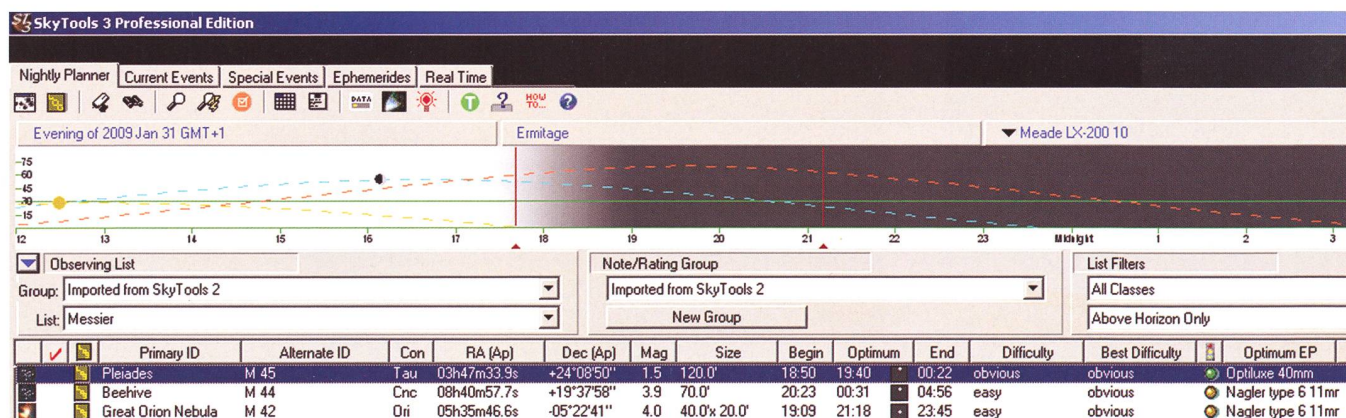 SkyTools 3 Professional Edition
Nightly Planner Current Events Special Events Ephemerides Real Time
DATA HOW TO...
Evening of 2009 Jan 31 GMT+1 Ermitage Meade LX-200 10
75
60
45
30
15
12 13 14 15 16 17 18 19 20 21 22 23 Midnight 1 2 3
Observing List Note/Rating Group List Filters
Group: Imported from SkyTools 2 Imported from SkyTools 2 All Classes
List: Messier New Group Above Horizon Only
Primary ID Alternate ID Con RA (Ap) Dec (Ap) Mag Size Begin Optimum End Difficulty Best Difficulty Optimum EP
Pleiades M 45 Tau 03h47m33.9s +24°08'50" 1.5 120.0' 18:50 19:40 00:22 obvious obvious Optiluxe 40mm
Beehive M 44 Cnc 08h40m57.7s +19°37'58" 3.9 70.0' 20:23 00:31 04:56 easy obvious Nagler type 6 11mr
Great Orion Nebula M 42 Ori 05h35m46.6s -05°22'41" 4.0 40.0'x 20.0' 19:09 21:18 23:45 easy obvious Nagler type 6 11mr